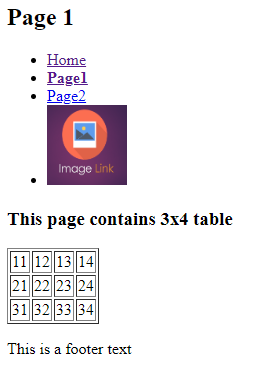 Page 1
Home
Page1
Page2
Image Link
This page contains 3x4 table
11 12 13 14
21 22 23 24
31 32 33 34
This is a footer text